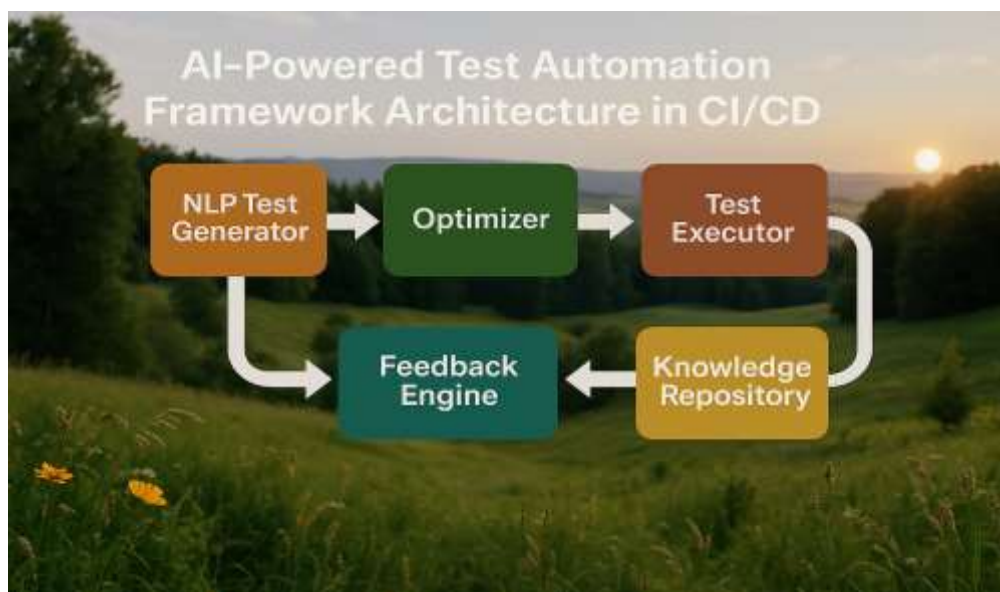 AI-Powered Test Automation
Framework Architecture in CI/CD
NLP Test
Generator
Optimizer
Test
Executor
Feedback
Engine
Knowledge
Repository